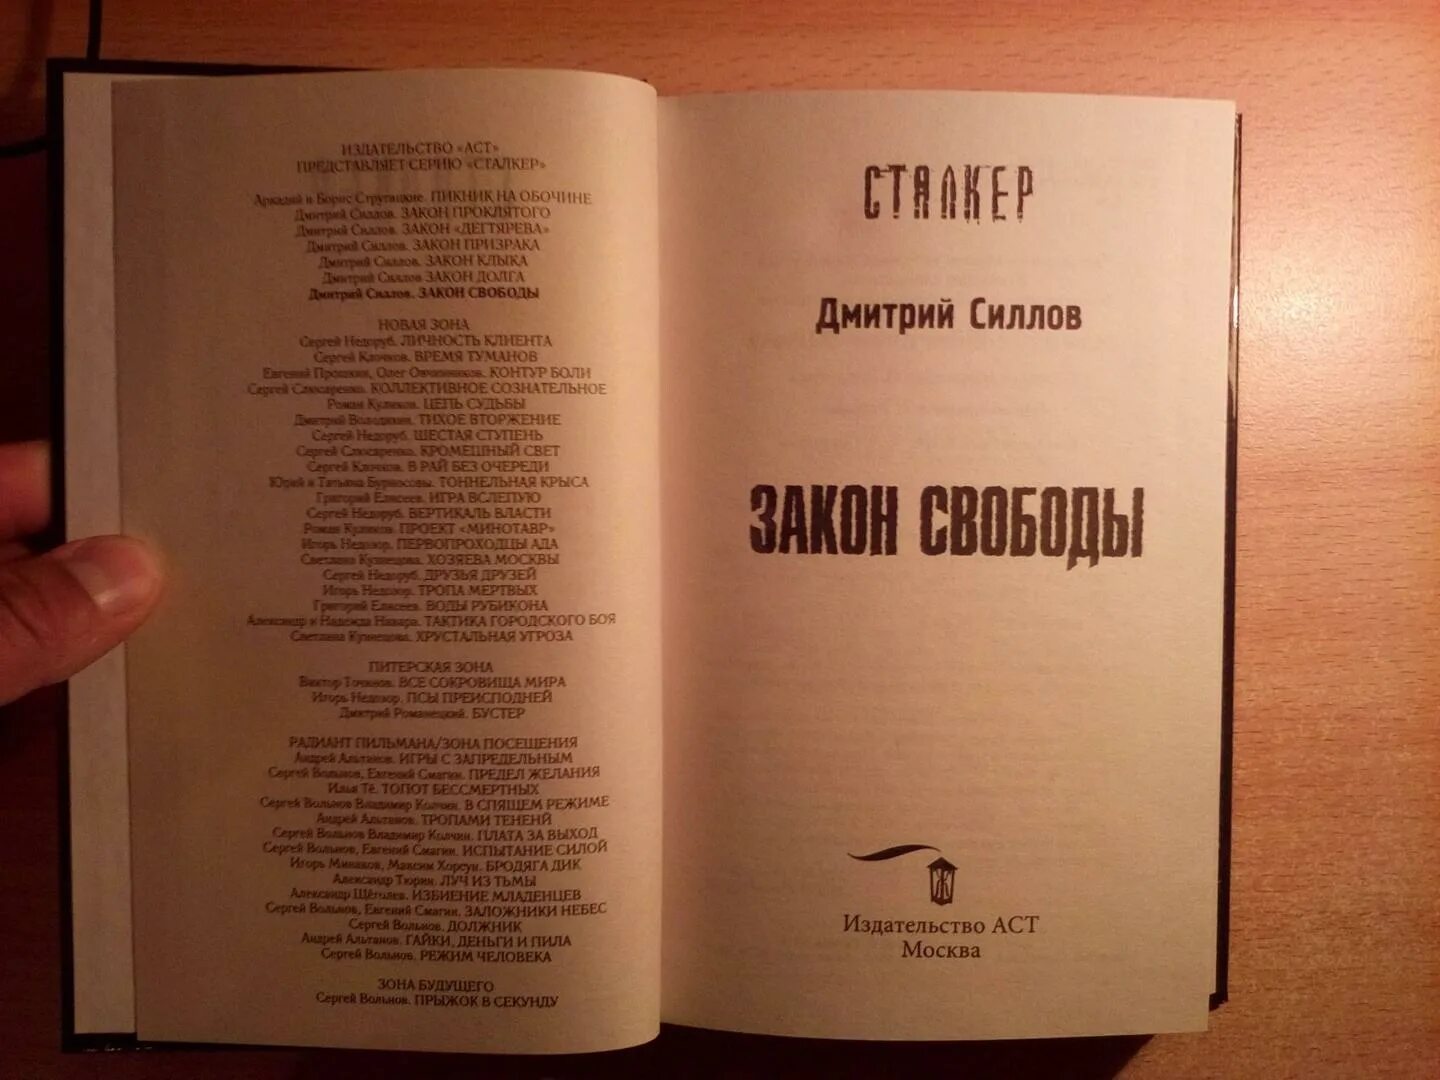 ИЗДАТЕЛЬСТВО «АСТ»
ПРЕДСТАВЛЯЕТ СЕРИЮ «СТАЛКЕР»
Аркадий и Борис Стругацкие. ПИКНИК НА ОБОЧИНЕ
Дмитрий Силлов. ЗАКОН ПРОКЛЯТОГО
Дмитрий Силлов. ЗАКОН «ДЕГТЯРЕВА»
Дмитрий Силлов. ЗАКОН ПРИЗРАКА
Дмитрий Силлов. ЗАКОН КЛЫКА
Дмитрий Силлов ЗАКОН ДОЛГА
Дмитрий Силлов. ЗАКОН СВОБОДЫ
НОВАЯ ЗОНА
Сергей Недоруб. ЛИЧНОСТЬ КЛИЕНТА
Сергей Клочков. ВРЕМЯ ТУМАНОВ
Евгений Прошкин, Олег Овчинников. КОНТУР БОЛИ
Сергей Слюсаренко. КОЛЛЕКТИВНОЕ СОЗНАТЕЛЬНОЕ
Роман Куликов. ЦЕПЬ СУДЬБЫ
Дмитрий Володихин. ТИХОЕ ВТОРЖЕНИЕ
Сергей Недоруб. ШЕСТАЯ СТУПЕНЬ
Сергей Слюсаренко. КРОМЕШНЫЙ СВЕТ
Сергей Клочков. В РАЙ БЕЗ ОЧЕРЕДИ
Юрий и Татьяна Бурносовы. ТОННЕЛЬНАЯ КРЫСА
Григорий Елисеев. ИГРА ВСЛЕПУЮ
Сергей Недоруб. ВЕРТИКАЛЬ ВЛАСТИ
Роман Куликов. ПРОЕКТ «МИНОТАВР»
Игорь Недозор. ПЕРВОПРОХОДЦЫ АДА
Светлана Кузнецова. ХОЗЯЕВА МОСКВЫ
Сергей Недоруб. ДРУЗЬЯ ДРУЗЕЙ
Игорь Недозор. ТРОПА МЕРТВЫХ
Григорий Елисеев. ВОДЫ РУБИКОНА
Александр и Надежда Навара. ТАКТИКА ГОРОДСКОГО БОЯ
Светлана Кузнецова. ХРУСТАЛЬНАЯ УГРОЗА
ПИТЕРСКАЯ ЗОНА
Виктор Точинов. ВСЕ СОКРОВИЩА МИРА
Игорь Недозор. ПСЫ ПРЕИСПОДНЕЙ
Дмитрий Романецкий. БУСТЕР
РАДИАНТ ПИЛЬМАНА/ЗОНА ПОСЕЩЕНИЯ
Андрей Альтанов. ИГРЫ С ЗАПРЕДЕЛЬНЫМ
Сергей Вольнов, Евгений Смагин. ПРЕДЕЛ ЖЕЛАНИЯ
Илья Тё. ТОПОТ БЕССМЕРТНЫХ
Сергей Вольнов Владимир Колчин. В СПЯЩЕМ РЕЖИМЕ
Андрей Альтанов. ТРОПАМИ ТЕНЕНЙ
Сергей Вольнов Владимир Колчин. ПЛАТА ЗА ВЫХОД
Сергей Вольнов, Евгений Смагин. ИСПЫТАНИЕ СИЛОЙ
Игорь Минаков, Максим Хорсун. БРОДЯГА ДИК
Александр Тюрин. ЛУЧ ИЗ ТЬМЫ
Александр Щёголев. ИЗБИЕНИЕ МЛАДЕНЦЕВ
Сергей Вольнов, Евгений Смагин. ЗАЛОЖНИКИ НЕБЕС
Сергей Вольнов. ДОЛЖНИК
Андрей Альтанов. ГАЙКИ, ДЕНЬГИ И ПИЛА
Сергей Вольнов. РЕЖИМ ЧЕЛОВЕКА
ЗОНА БУДУЩЕГО
Сергей Вольнов. ПРЫЖОК В СЕКУНДУ
СТАЛКЕР
Дмитрий Силлов
ЗАКОН СВОБОДЫ
Ж
Издательство АСТ
Москва